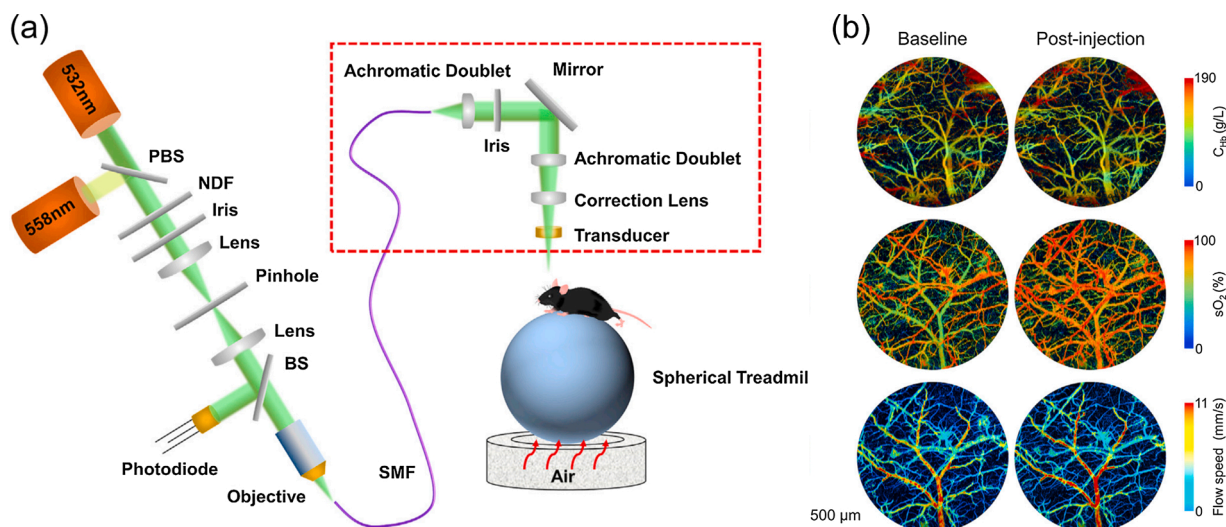 (a)
532nm
558nm
PBS
NDF
Iris
Lens
Pinhole
Lens
BS
Photodiode
Objective
SMF
Achromatic Doublet
Mirror
Iris
Achromatic Doublet
Correction Lens
Transducer
Spherical Treadmil
Air
(b)
Baseline
Post-injection
190
C_Hb (g/L)
0
100
sO₂ (%)
0
11
Flow speed (mm/s)
0
500 µm